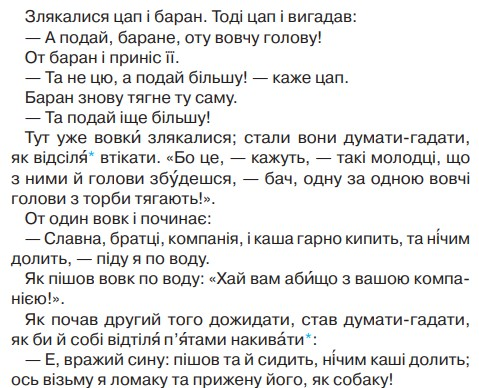 Злякалися цап і баран. Тоді цап і вигадав:
— А подай, баране, оту вовчу голову!
От баран і приніс її.
— Та не цю, а подай більшу! — каже цап.
Баран знову тягне ту саму.
— Та подай іще більшу!
Тут уже вовки́ злякалися; стали вони думати-гадати,
як відсіля́* втікати. «Бо це, — кажуть, — такі молодці, що
з ними й голови збу́дешся, — бач, одну за одною вовчі
голови з торби тягають!».
От один вовк і починає:
— Славна, братці, компанія, і каша гарно кипить, та ні́чим
долить, — піду я по воду.
Як пішов вовк по воду: «Хай вам аби́що з вашою компа-
нією!».
Як почав другий того дожидати, став думати-гадати,
як би й собі відтіля́ п’я́тами накива́ти*:
— Е, вражий сину: пішов та й сидить, ні́чим каші долить;
ось візьму я ломаку та прижену його, як собаку!